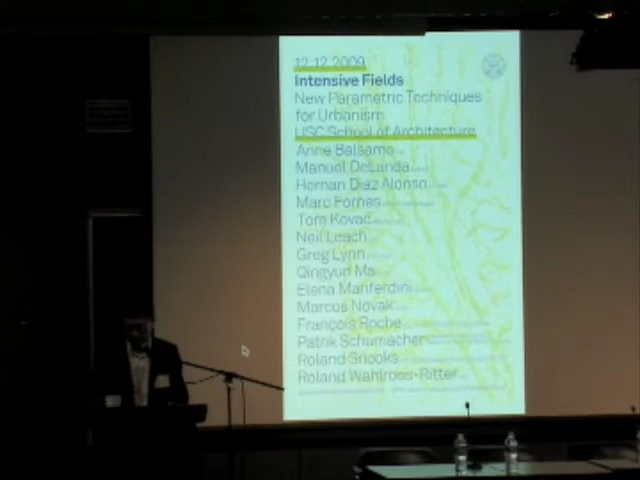 12.12.2009
Intensive Fields
New Parametric Techniques
for Urbanism
USC School of Architecture
Anne Balsamo
Manuel DeLanda
Hernan Diaz Alonso
Marc Fornes
Tom Kovac
Neil Leach
Greg Lynn
Qingyun Ma
Elena Manferdini
Marcos Novak
François Roche
Patrik Schumacher
Roland Snooks
Roland Wahlroos-Ritter